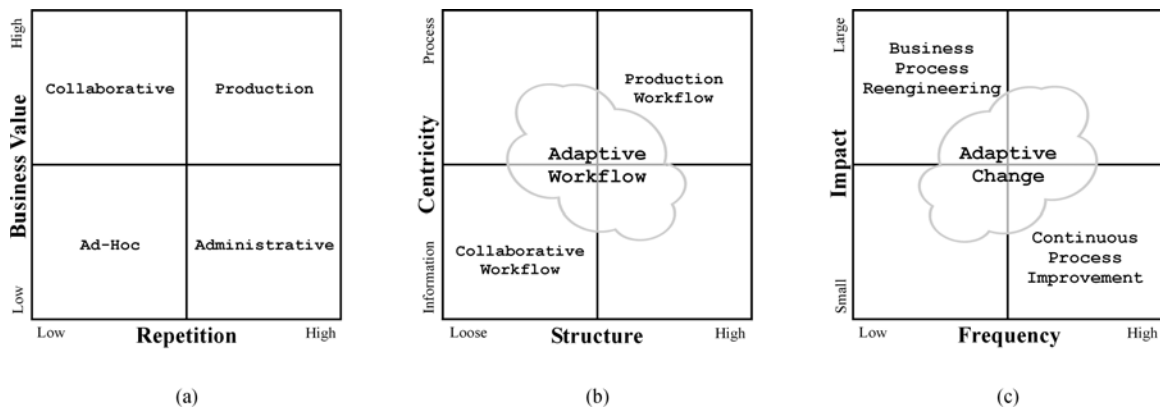 High
Business Value
Low
Collaborative
Production
Ad-Hoc
Administrative
Low
Repetition
High
(a)
Process
Centricity
Information
Production
Workflow
Adaptive
Workflow
Collaborative
Workflow
Loose
Structure
High
(b)
Large
Impact
Small
Business
Process
Reengineering
Adaptive
Change
Continuous
Process
Improvement
Low
Frequency
High
(c)